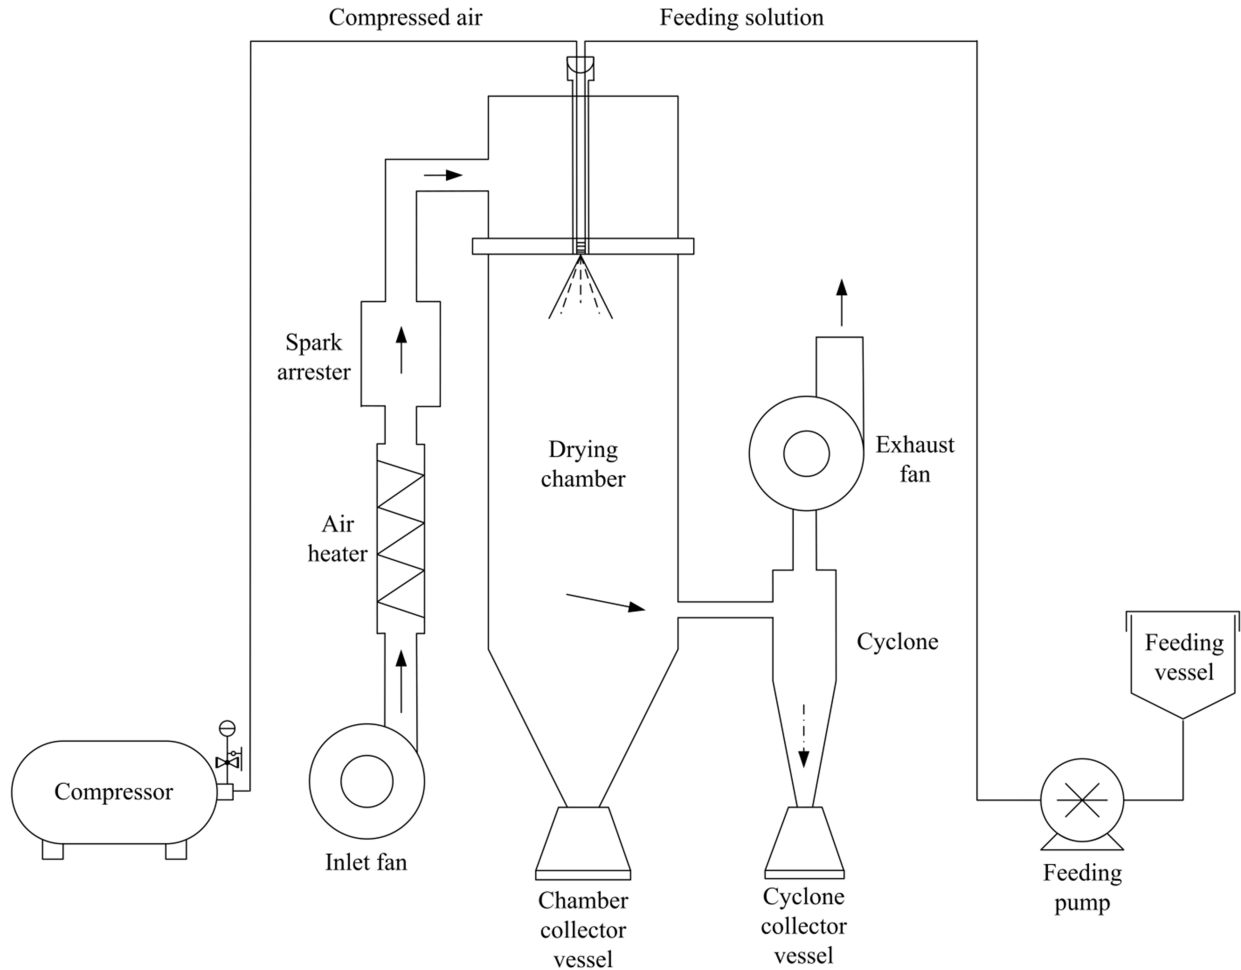 Compressed air
Feeding solution
Spark
arrester
Drying
chamber
Exhaust
fan
Air
heater
Cyclone
Feeding
vessel
Compressor
Inlet fan
Chamber
collector
vessel
Cyclone
collector
vessel
Feeding
pump